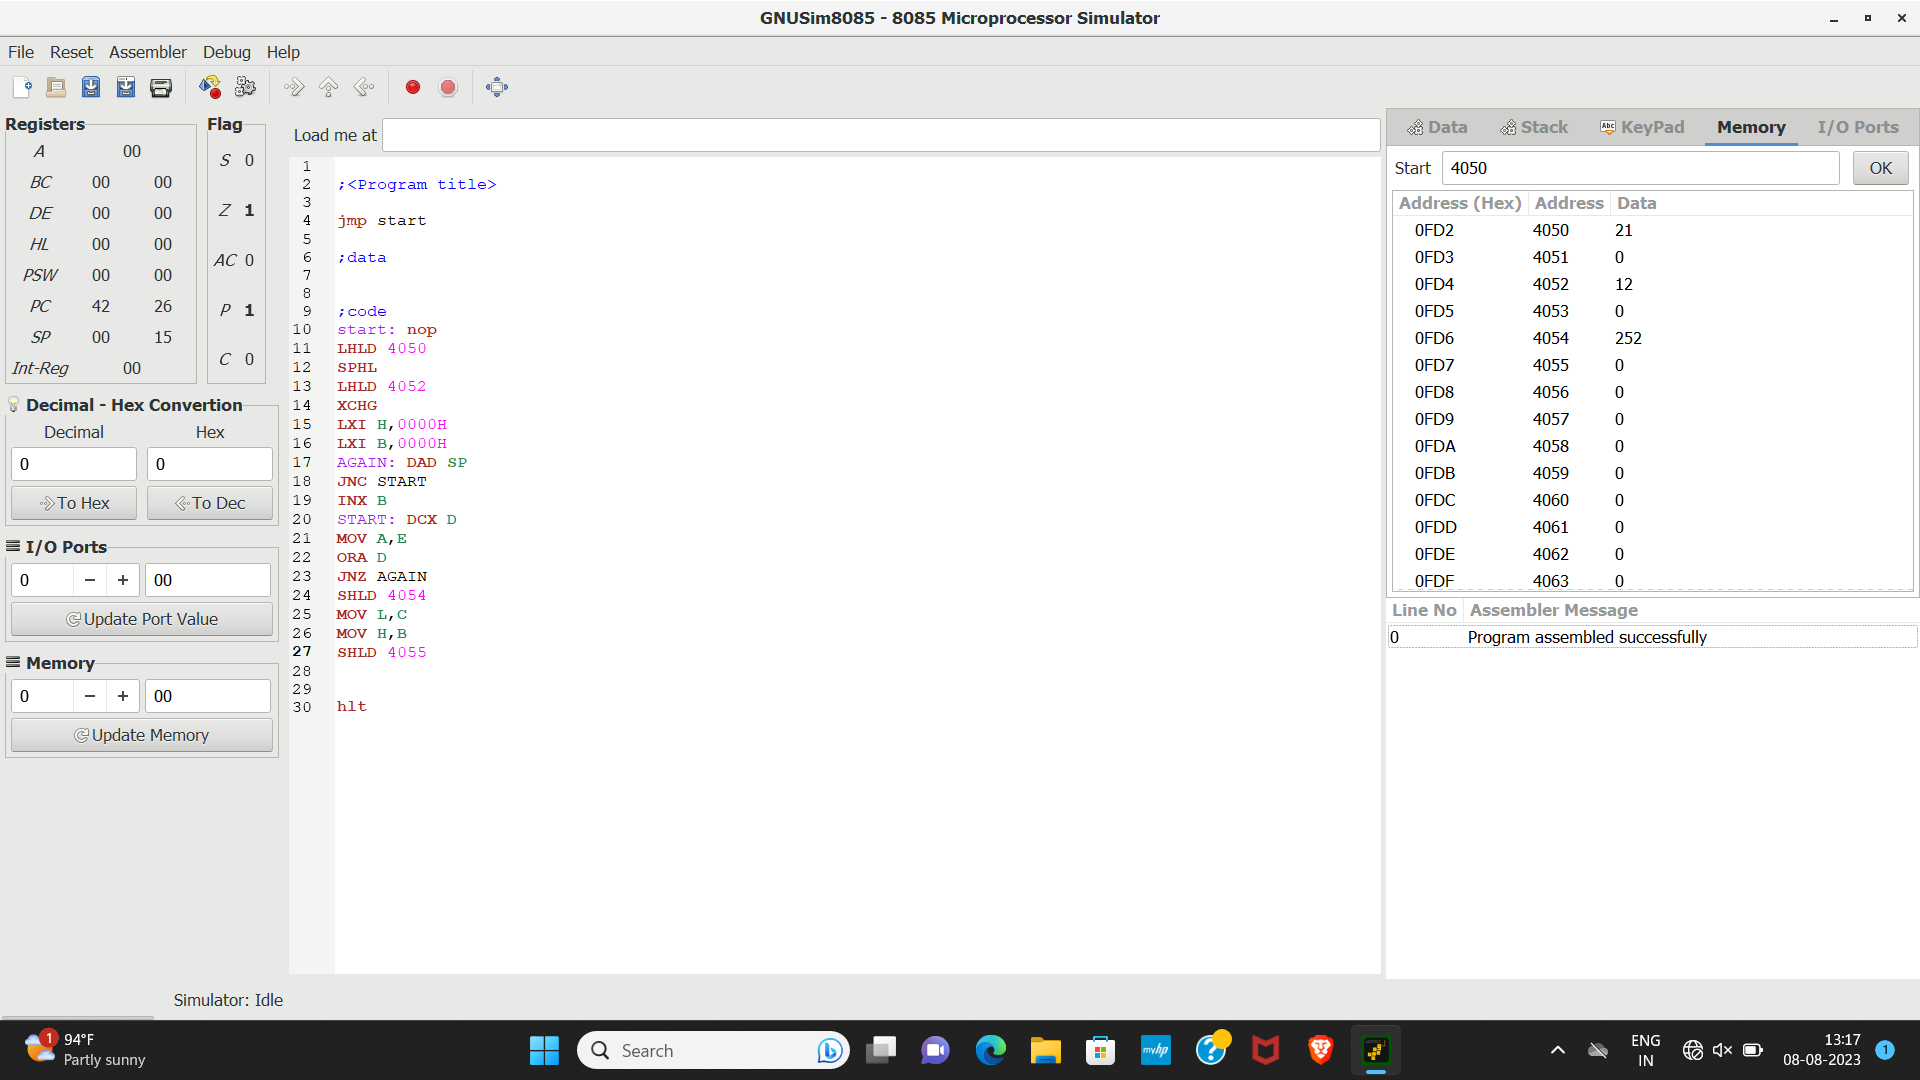 GNUSim8085 - 8085 Microprocessor Simulator
File Reset Assembler Debug Help
Registers
A 00
BC 00 00
DE 00 00
HL 00 00
PSW 00 00
PC 42 26
SP 00 15
Int-Reg 00
Flag
S 0
Z 1
AC 0
P 1
C 0
Decimal - Hex Convertion
Decimal Hex
0 0
To Hex To Dec
I/O Ports
0 − + 00
Update Port Value
Memory
0 − + 00
Update Memory
Load me at
1
2 ;<Program title>
3
4 jmp start
5
6 ;data
7
8
9 ;code
10 start: nop
11 LHLD 4050
12 SPHL
13 LHLD 4052
14 XCHG
15 LXI H,0000H
16 LXI B,0000H
17 AGAIN: DAD SP
18 JNC START
19 INX B
20 START: DCX D
21 MOV A,E
22 ORA D
23 JNZ AGAIN
24 SHLD 4054
25 MOV L,C
26 MOV H,B
27 SHLD 4055
28
29
30 hlt
Data Stack Abc KeyPad Memory I/O Ports
Start 4050 OK
Address (Hex) Address Data
0FD2 4050 21
0FD3 4051 0
0FD4 4052 12
0FD5 4053 0
0FD6 4054 252
0FD7 4055 0
0FD8 4056 0
0FD9 4057 0
0FDA 4058 0
0FDB 4059 0
0FDC 4060 0
0FDD 4061 0
0FDE 4062 0
0FDF 4063 0
Line No Assembler Message
0 Program assembled successfully
Simulator: Idle
1 94°F
Partly sunny
Search
myhp
ENG
IN
13:17
08-08-2023
1